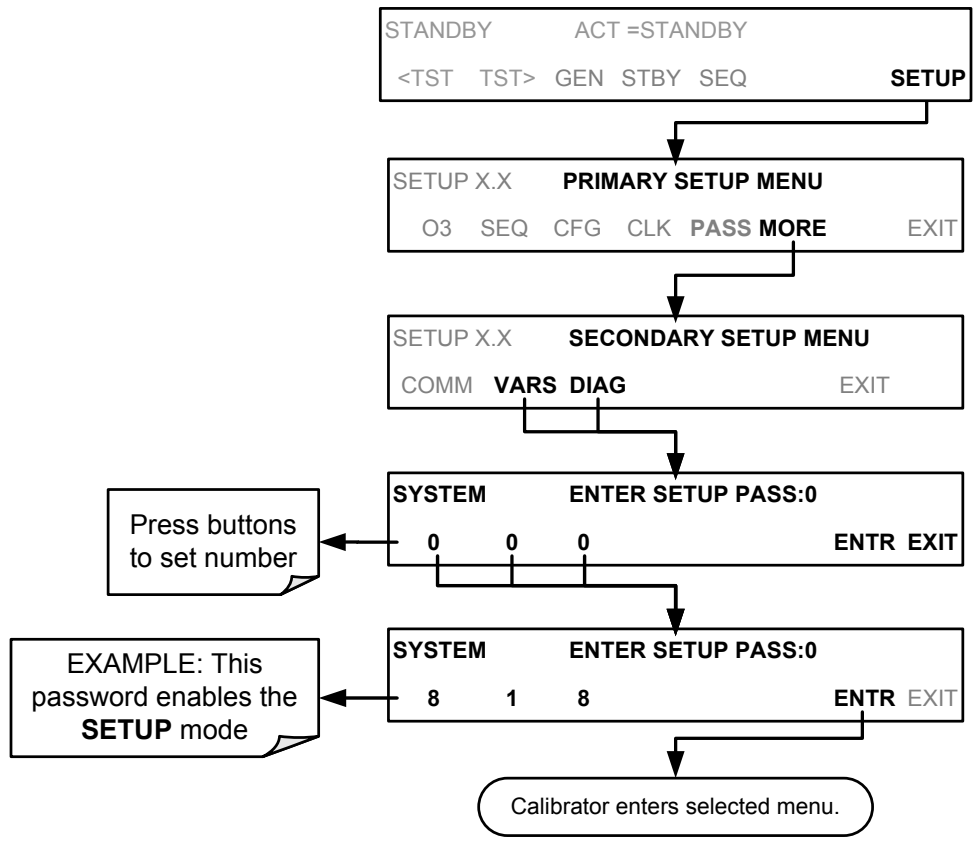 STANDBY ACT =STANDBY
<TST TST> GEN STBY SEQ SETUP
SETUP X.X PRIMARY SETUP MENU
O3 SEQ CFG CLK PASS MORE EXIT
SETUP X.X SECONDARY SETUP MENU
COMM VARS DIAG EXIT
SYSTEM ENTER SETUP PASS:0
0 0 0 ENTR EXIT
Press buttons
to set number
SYSTEM ENTER SETUP PASS:0
8 1 8 ENTR EXIT
EXAMPLE: This
password enables the
SETUP mode
Calibrator enters selected menu.